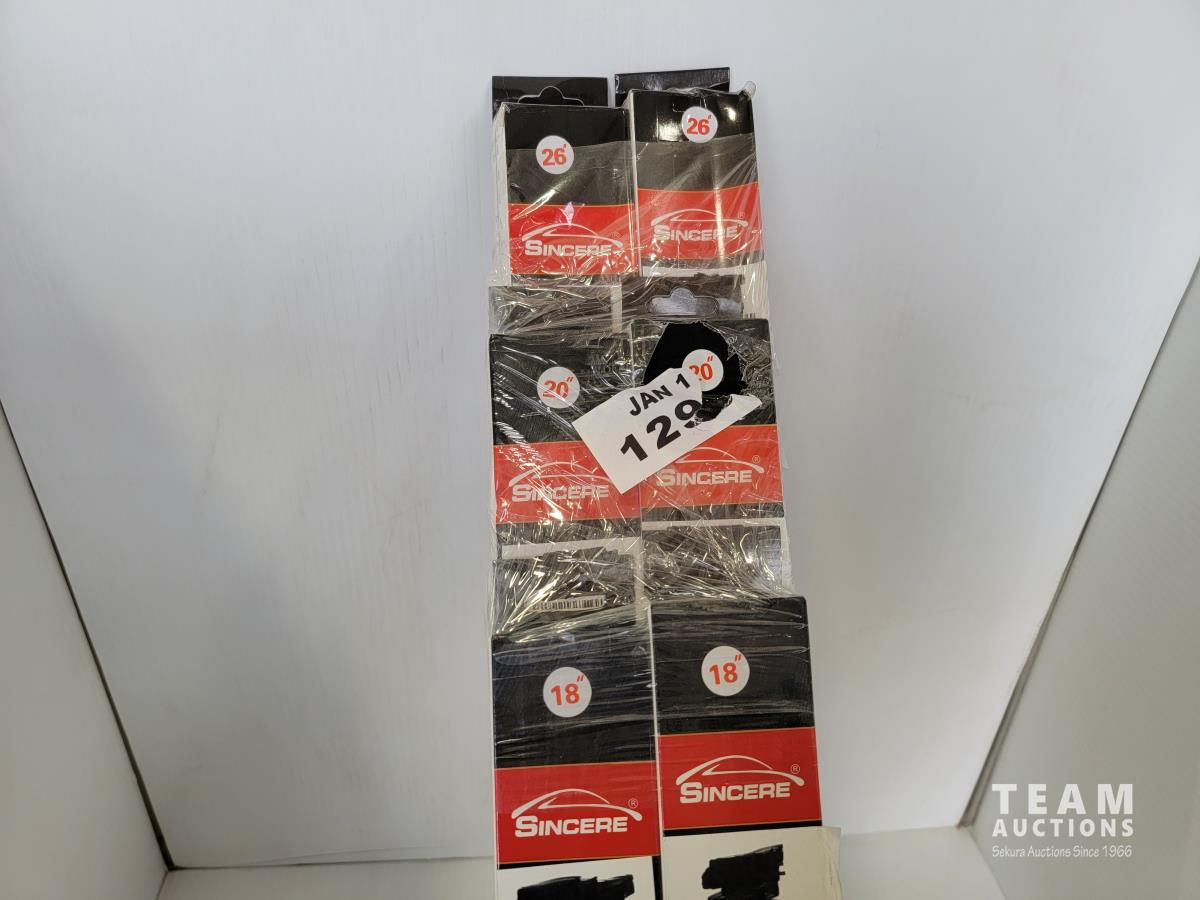 26"
26"
SINCERE ®
SINCERE ®
20"
20"
JAN 1
129
SINCERE
SINCERE ®
18"
18"
SINCERE ®
SINCERE ®
TEAM
AUCTIONS
Sekura Auctions Since 1966